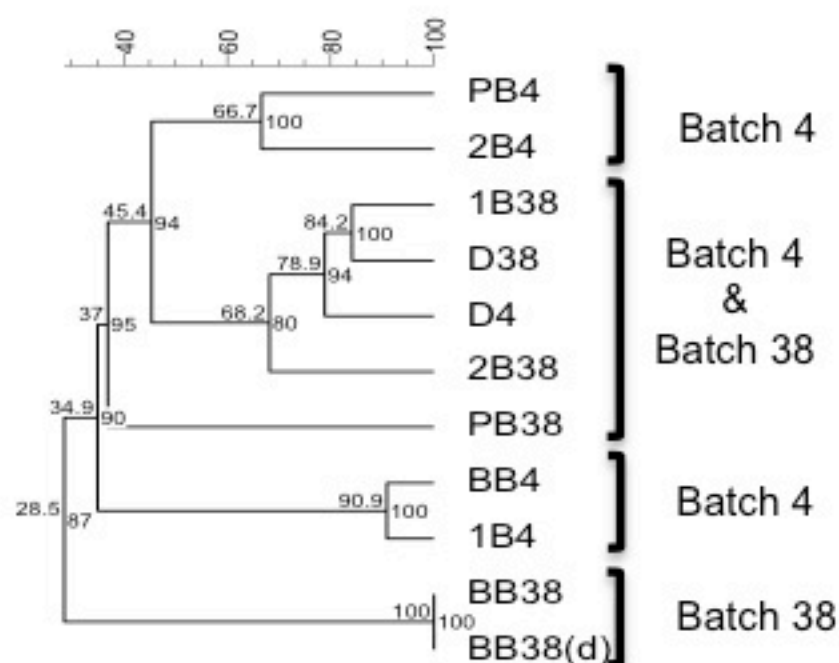 40 60 80 100
66.7 100 PB4
2B4
Batch 4
45.4 94
84.2 100 1B38
D38
78.9 94 D4
68.2 80 2B38
Batch 4
&
Batch 38
37 95 PB38
34.9 90
90.9 100 BB4
1B4
Batch 4
28.5 87
100 100 BB38
BB38(d)
Batch 38